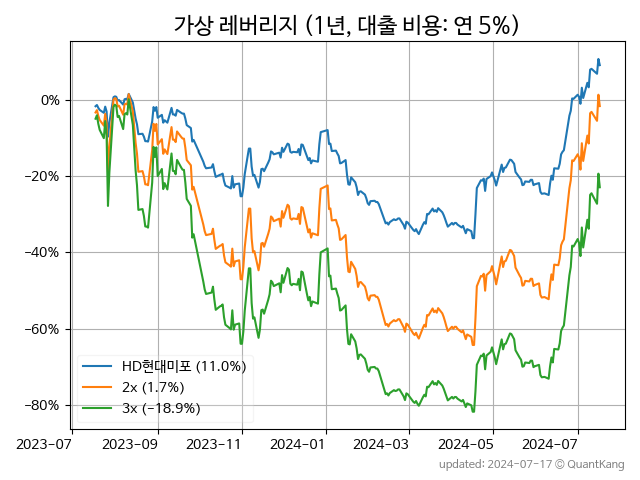 가상 레버리지 (1년, 대출 비용: 연 5%)
0%
−20%
−40%
−60%
−80%
HD현대미포 (11.0%)
2x (1.7%)
3x (−18.9%)
2023-07 2023-09 2023-11 2024-01 2024-03 2024-05 2024-07
updated: 2024-07-17 © QuantKang